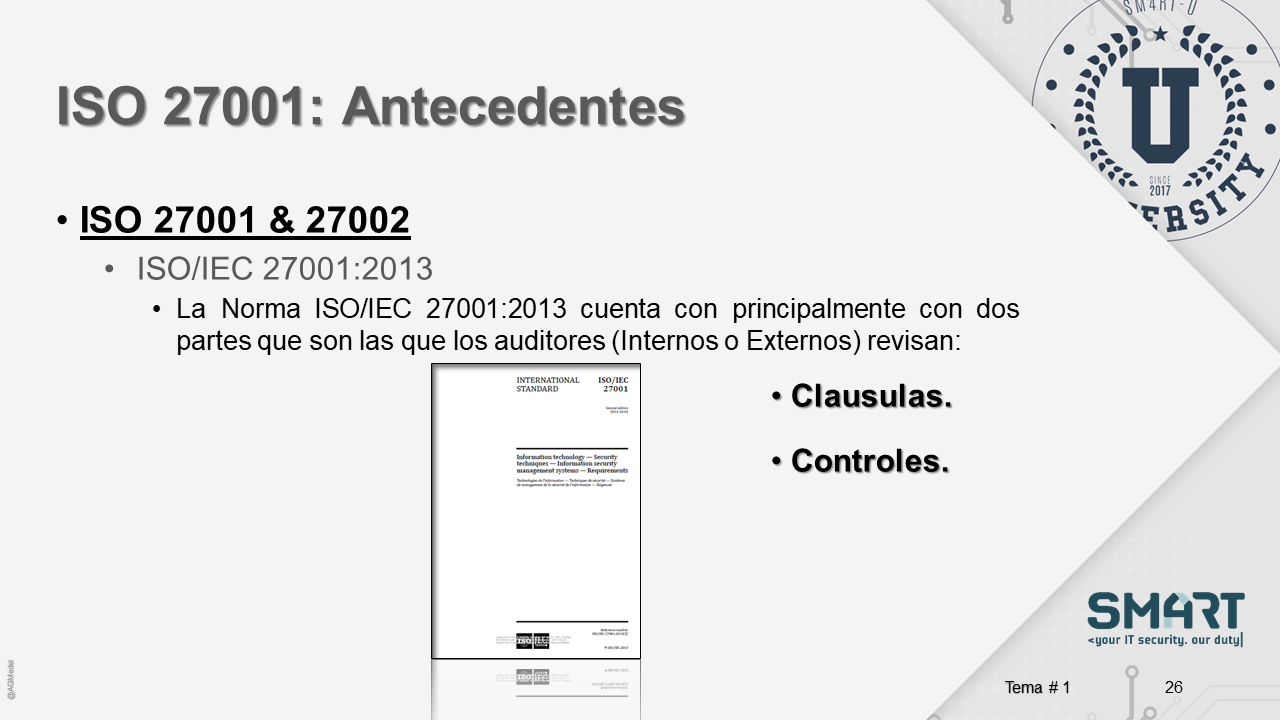 SM4RT-U
ISO 27001: Antecedentes
U
SINCE
2017
ERSITY
• ISO 27001 & 27002
• ISO/IEC 27001:2013
• La Norma ISO/IEC 27001:2013 cuenta con principalmente con dos
partes que son las que los auditores (Internos o Externos) revisan:
INTERNATIONAL STANDARD
ISO/IEC 27001
Second edition
2013-10-01
Information technology — Security
techniques — Information security
management systems — Requirements
Technologies de l'information — Techniques de sécurité — Systèmes
de management de la sécurité de l'information — Exigences
Reference number
ISO/IEC 27001:2013(E)
ISO IEC
© ISO/IEC 2013
• Clausulas.
• Controles.
SM4RT
<your IT security. our duty|
@AGMedel
Tema # 1
26